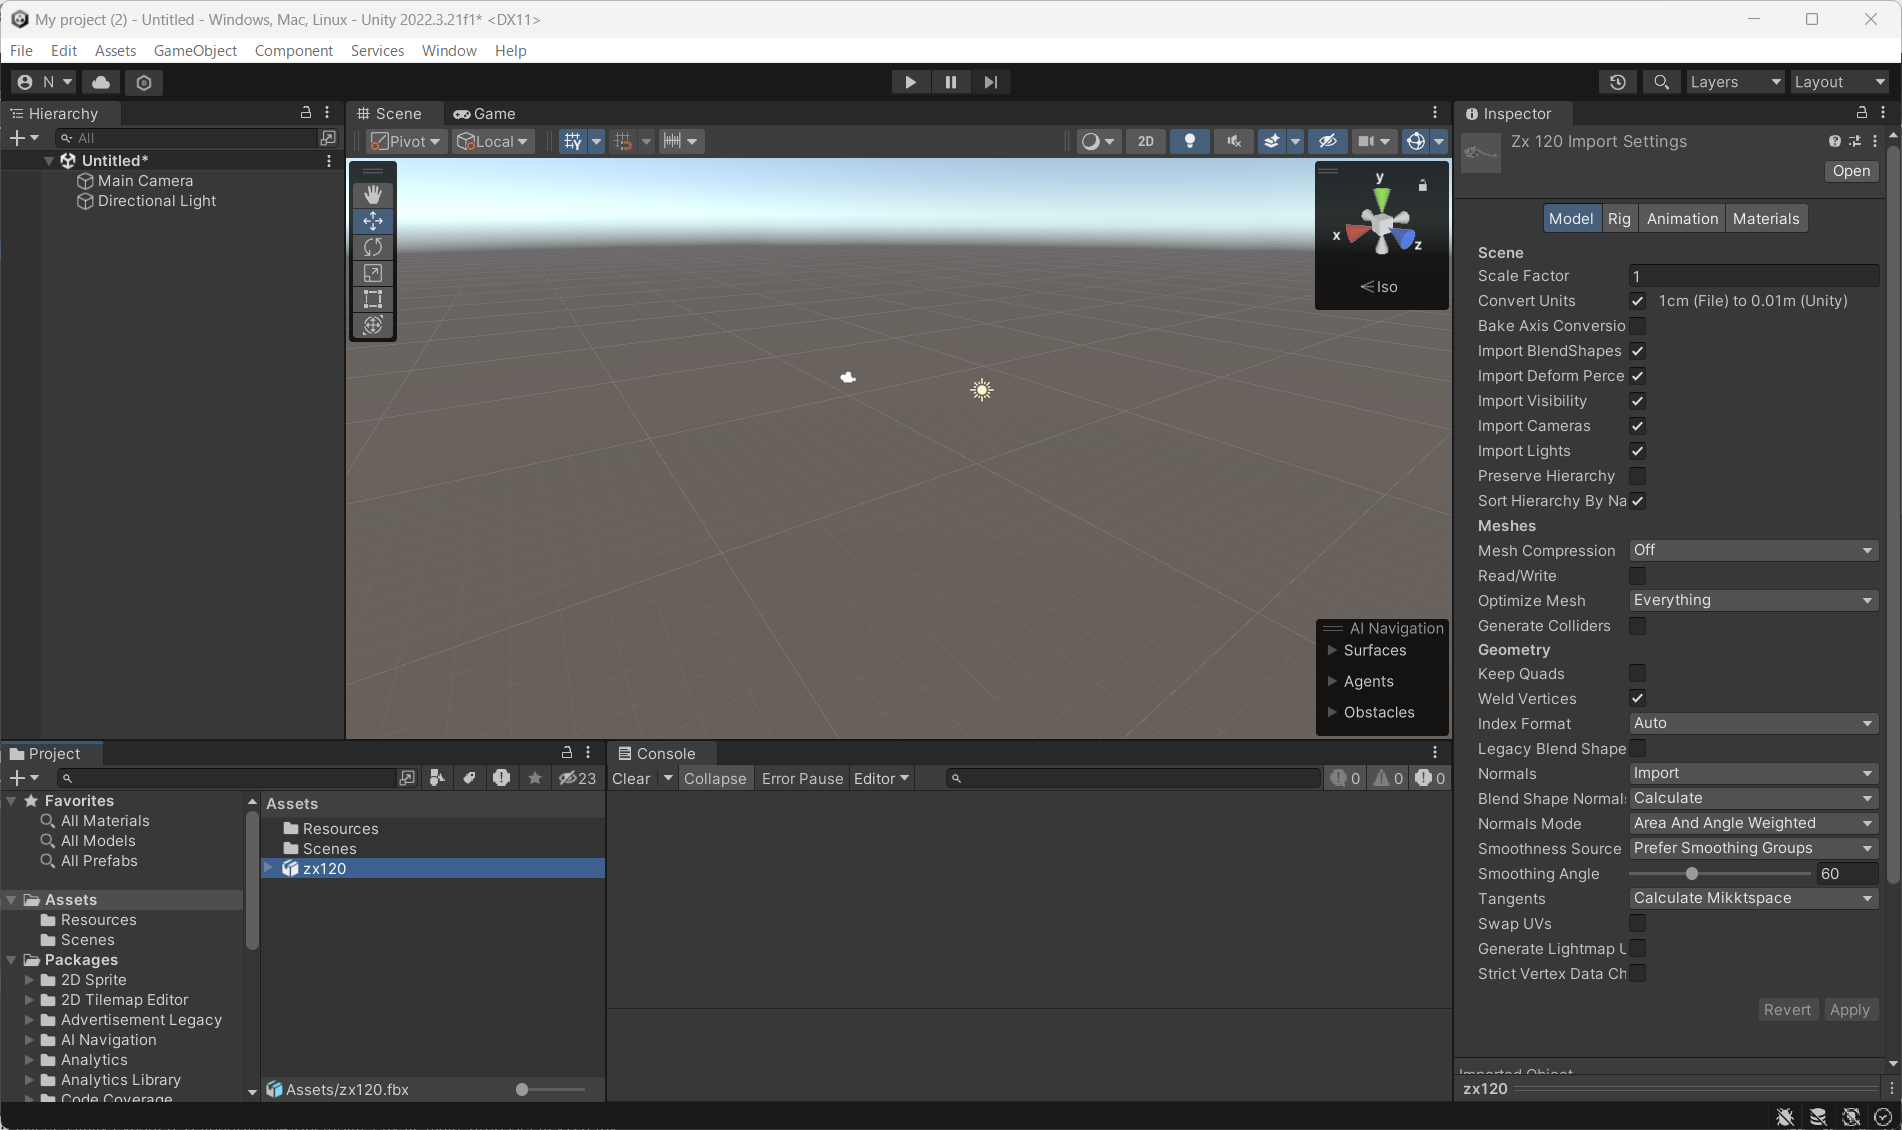 My project (2) - Untitled - Windows, Mac, Linux - Unity 2022.3.21f1* <DX11>
File Edit Assets GameObject Component Services Window Help
N
Layers Layout
Hierarchy
All
Untitled*
Main Camera
Directional Light
Scene Game
Pivot Local 2D
y
x
z
Iso
AI Navigation
Surfaces
Agents
Obstacles
Inspector
Zx 120 Import Settings
Open
Model Rig Animation Materials
Scene
Scale Factor 1
Convert Units 1cm (File) to 0.01m (Unity)
Bake Axis Conversio
Import BlendShapes
Import Deform Perce
Import Visibility
Import Cameras
Import Lights
Preserve Hierarchy
Sort Hierarchy By Na
Meshes
Mesh Compression Off
Read/Write
Optimize Mesh Everything
Generate Colliders
Geometry
Keep Quads
Weld Vertices
Index Format Auto
Legacy Blend Shape
Normals Import
Blend Shape Normals Calculate
Normals Mode Area And Angle Weighted
Smoothness Source Prefer Smoothing Groups
Smoothing Angle 60
Tangents Calculate Mikktspace
Swap UVs
Generate Lightmap U
Strict Vertex Data Ch
Revert Apply
Imported Object
zx120
Project
23
Favorites
All Materials
All Models
All Prefabs
Assets
Resources
Scenes
Packages
2D Sprite
2D Tilemap Editor
Advertisement Legacy
AI Navigation
Analytics
Analytics Library
Code Coverage
Assets
Resources
Scenes
zx120
Assets/zx120.fbx
Console
Clear Collapse Error Pause Editor 0 0 0